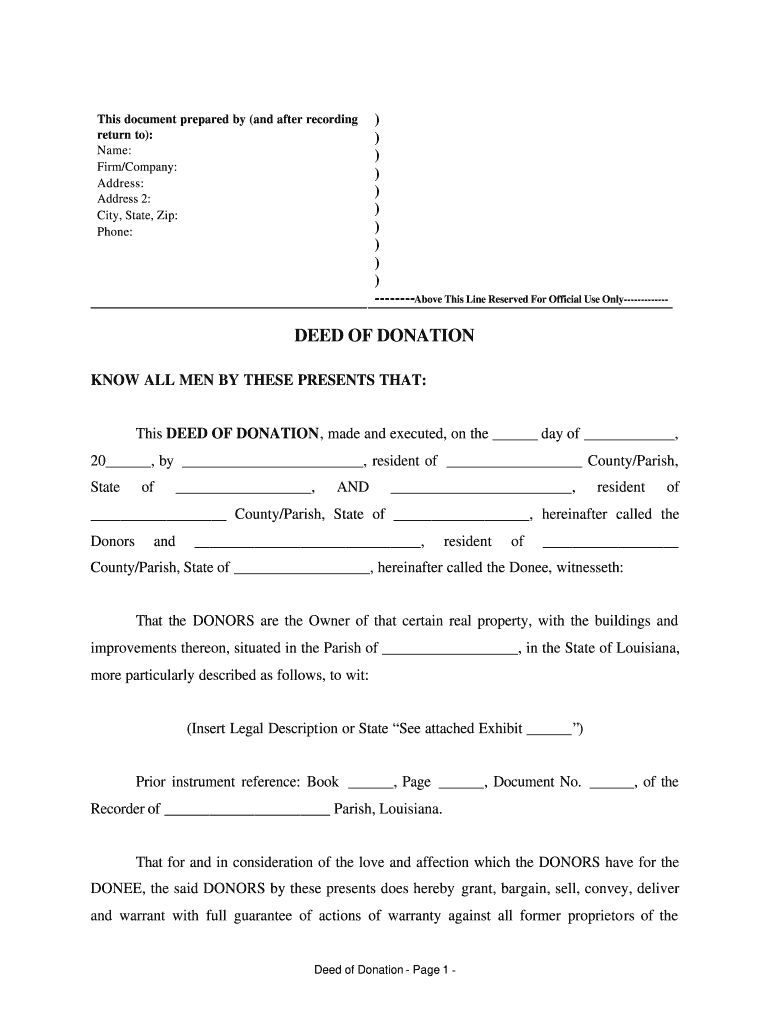 This document prepared by (and after recording )
return to): )
Name: )
Firm/Company: )
Address: )
Address 2: )
City, State, Zip: )
Phone: )
)
)
--------Above This Line Reserved For Official Use Only-------------
DEED OF DONATION
KNOW ALL MEN BY THESE PRESENTS THAT:
This DEED OF DONATION, made and executed, on the ______ day of ____________,
20______, by ________________________, resident of __________________ County/Parish,
State of __________________, AND ________________________, resident of
__________________ County/Parish, State of __________________, hereinafter called the
Donors and ______________________________, resident of __________________
County/Parish, State of __________________, hereinafter called the Donee, witnesseth:
That the DONORS are the Owner of that certain real property, with the buildings and
improvements thereon, situated in the Parish of __________________, in the State of Louisiana,
more particularly described as follows, to wit:
(Insert Legal Description or State “See attached Exhibit ______”)
Prior instrument reference: Book ______, Page ______, Document No. ______, of the
Recorder of ______________________ Parish, Louisiana.
That for and in consideration of the love and affection which the DONORS have for the
DONEE, the said DONORS by these presents does hereby grant, bargain, sell, convey, deliver
and warrant with full guarantee of actions of warranty against all former proprietors of the
Deed of Donation - Page 1 -